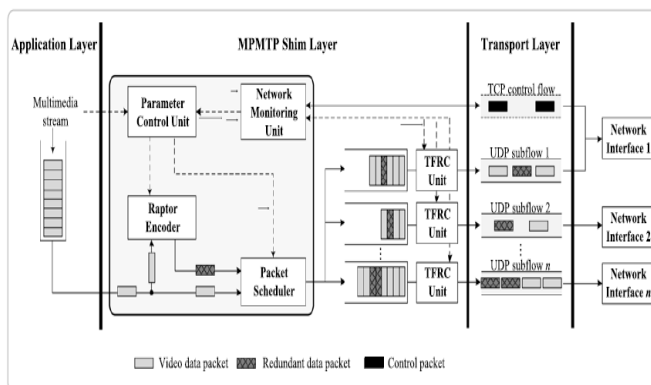 Application Layer
MPMTP Shim Layer
Transport Layer
Multimedia
stream
Parameter
Control Unit
Network
Monitoring
Unit
TCP control flow
Network
Interface 1
Raptor
Encoder
Packet
Scheduler
TFRC
Unit
UDP subflow 1
TFRC
Unit
UDP subflow 2
Network
Interface 2
TFRC
Unit
UDP subflow n
Network
Interface n
Video data packet
Redundant data packet
Control packet